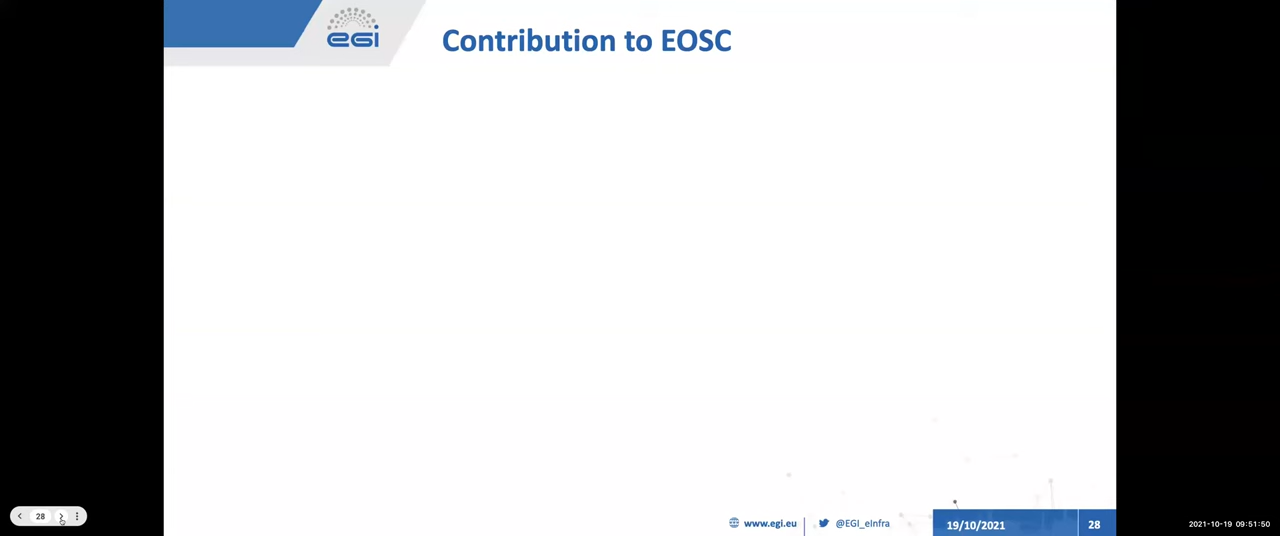 egi
Contribution to EOSC
28
www.egi.eu
@EGI_eInfra
19/10/2021
28
2021-10-19 09:51:50